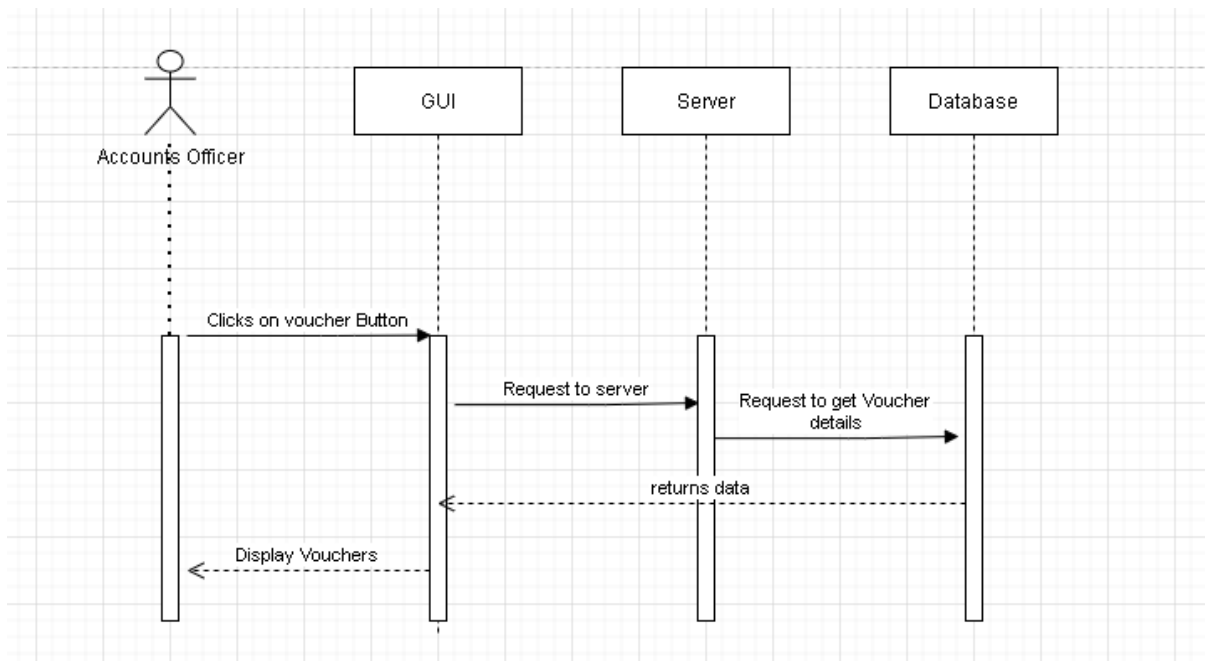 GUI
Server
Database
Accounts Officer
Clicks on voucher Button
Request to server
Request to get Voucher
details
returns data
Display Vouchers